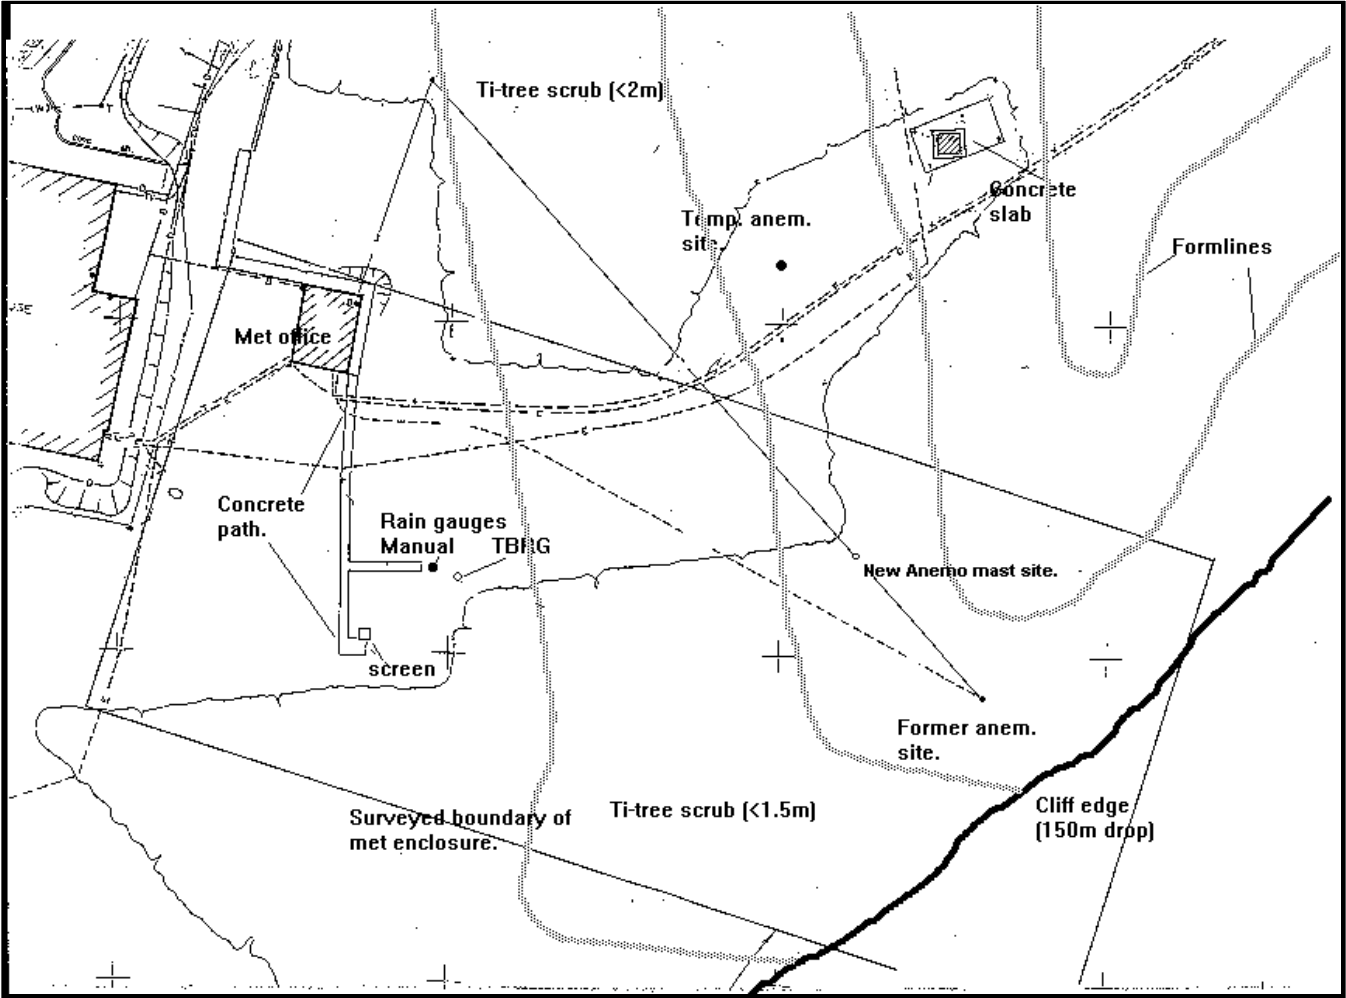 Ti-tree scrub (<2m)
Temp. anem.
site.
Concrete
slab
Formlines
Met office
Concrete
path.
Rain gauges
Manual
TBRG
New Anemo mast site.
screen
Former anem.
site.
Surveyed boundary of
met enclosure.
Ti-tree scrub (<1.5m)
Cliff edge
(150m drop)